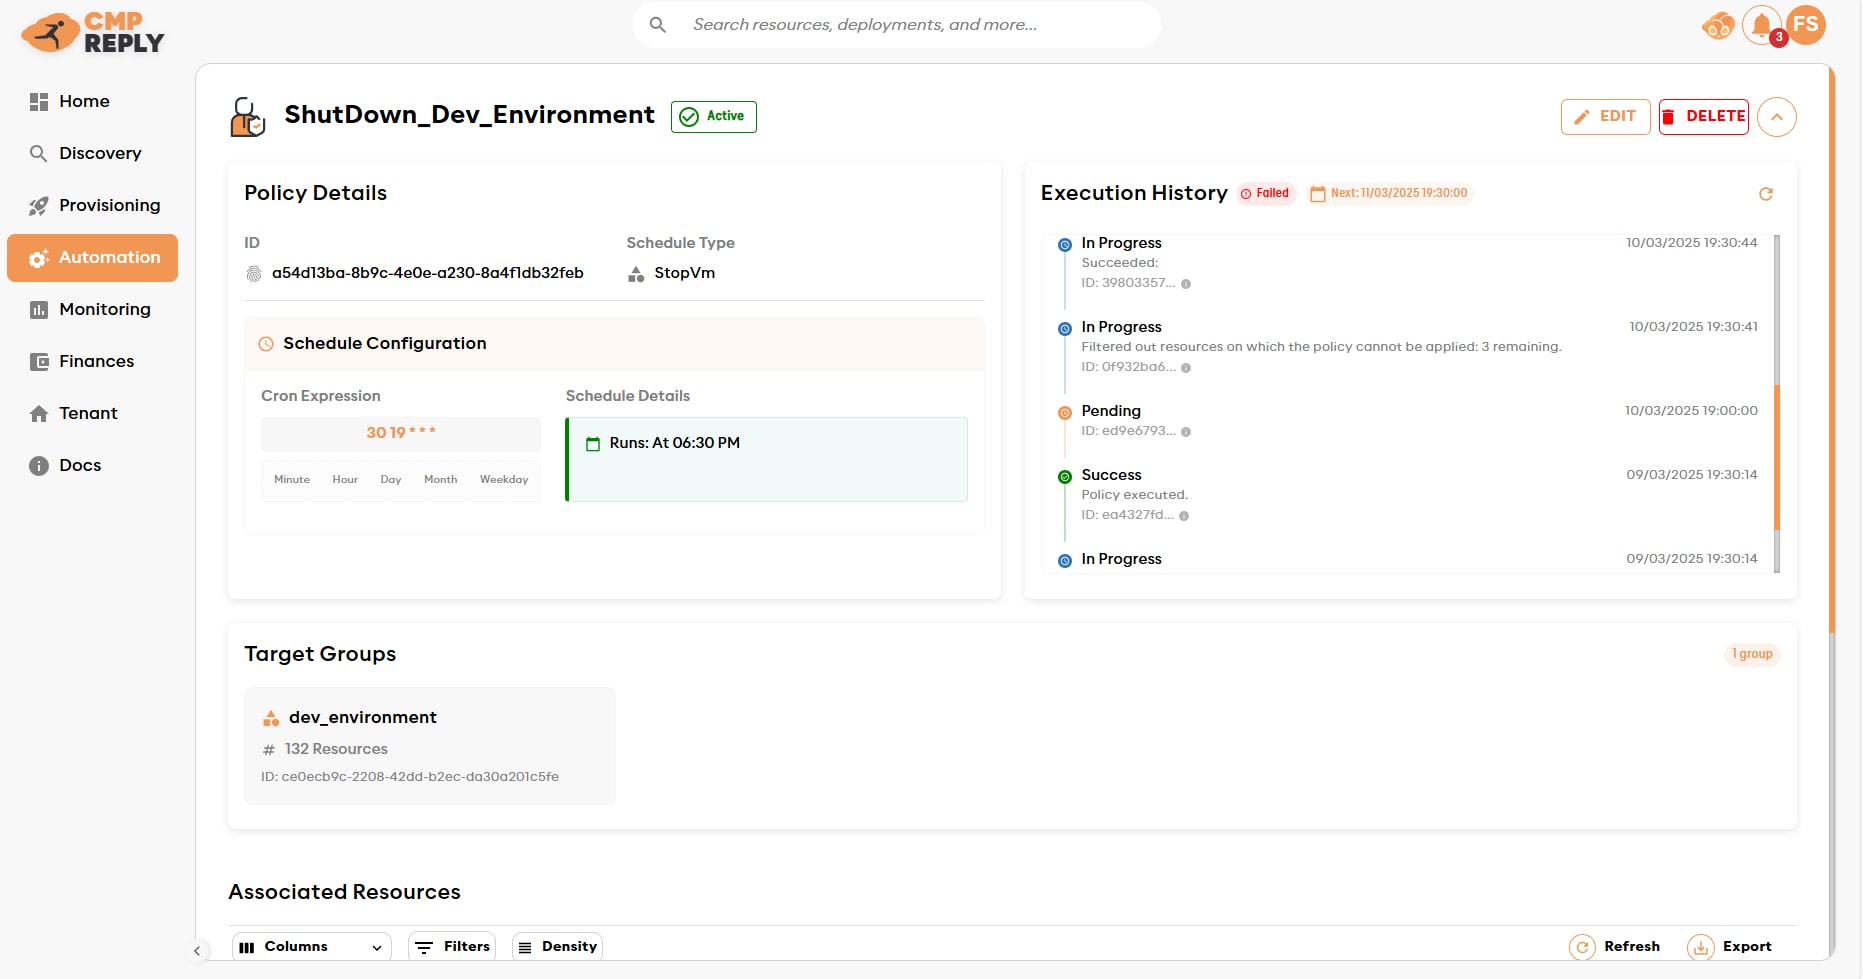 CMP
REPLY
Search resources, deployments, and more...
3
FS
Home
Discovery
Provisioning
Automation
Monitoring
Finances
Tenant
Docs
ShutDown_Dev_Environment
Active
EDIT
DELETE
Policy Details
ID
Schedule Type
a54d13ba-8b9c-4e0e-a230-8a4f1db32feb
StopVm
Schedule Configuration
Cron Expression
Schedule Details
30 19 * * *
Minute Hour Day Month Weekday
Runs: At 06:30 PM
Execution History
Failed
Next: 11/03/2025 19:30:00
In Progress 10/03/2025 19:30:44
Succeeded:
ID: 39803357...
In Progress 10/03/2025 19:30:41
Filtered out resources on which the policy cannot be applied: 3 remaining.
ID: 0f932ba6...
Pending 10/03/2025 19:00:00
ID: ed9e6793...
Success 09/03/2025 19:30:14
Policy executed.
ID: ea4327fd...
In Progress 09/03/2025 19:30:14
Target Groups
1 group
dev_environment
# 132 Resources
ID: ce0ecb9c-2208-42dd-b2ec-da30a201c5fe
Associated Resources
Columns
Filters
Density
Refresh
Export